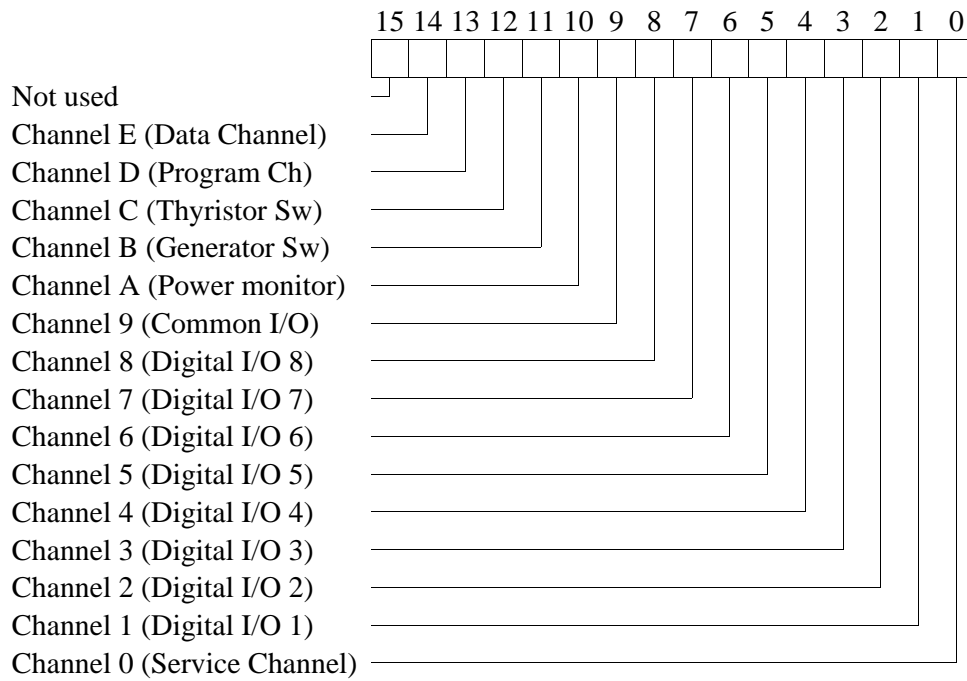 15 14 13 12 11 10 9 8 7 6 5 4 3 2 1 0
Not used
Channel E (Data Channel)
Channel D (Program Ch)
Channel C (Thyristor Sw)
Channel B (Generator Sw)
Channel A (Power monitor)
Channel 9 (Common I/O)
Channel 8 (Digital I/O 8)
Channel 7 (Digital I/O 7)
Channel 6 (Digital I/O 6)
Channel 5 (Digital I/O 5)
Channel 4 (Digital I/O 4)
Channel 3 (Digital I/O 3)
Channel 2 (Digital I/O 2)
Channel 1 (Digital I/O 1)
Channel 0 (Service Channel)